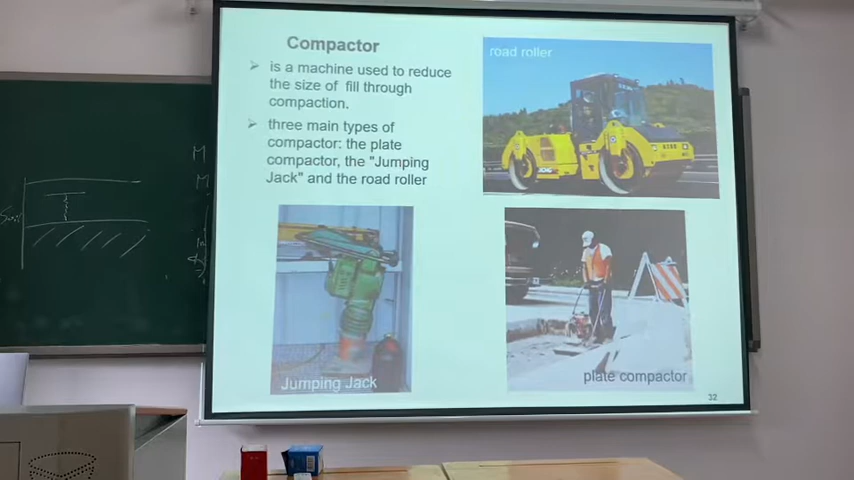 Compactor
➢ is a machine used to reduce
the size of fill through
compaction.
➢ three main types of
compactor: the plate
compactor, the "Jumping
Jack" and the road roller
road roller
Jumping Jack
plate compactor
32